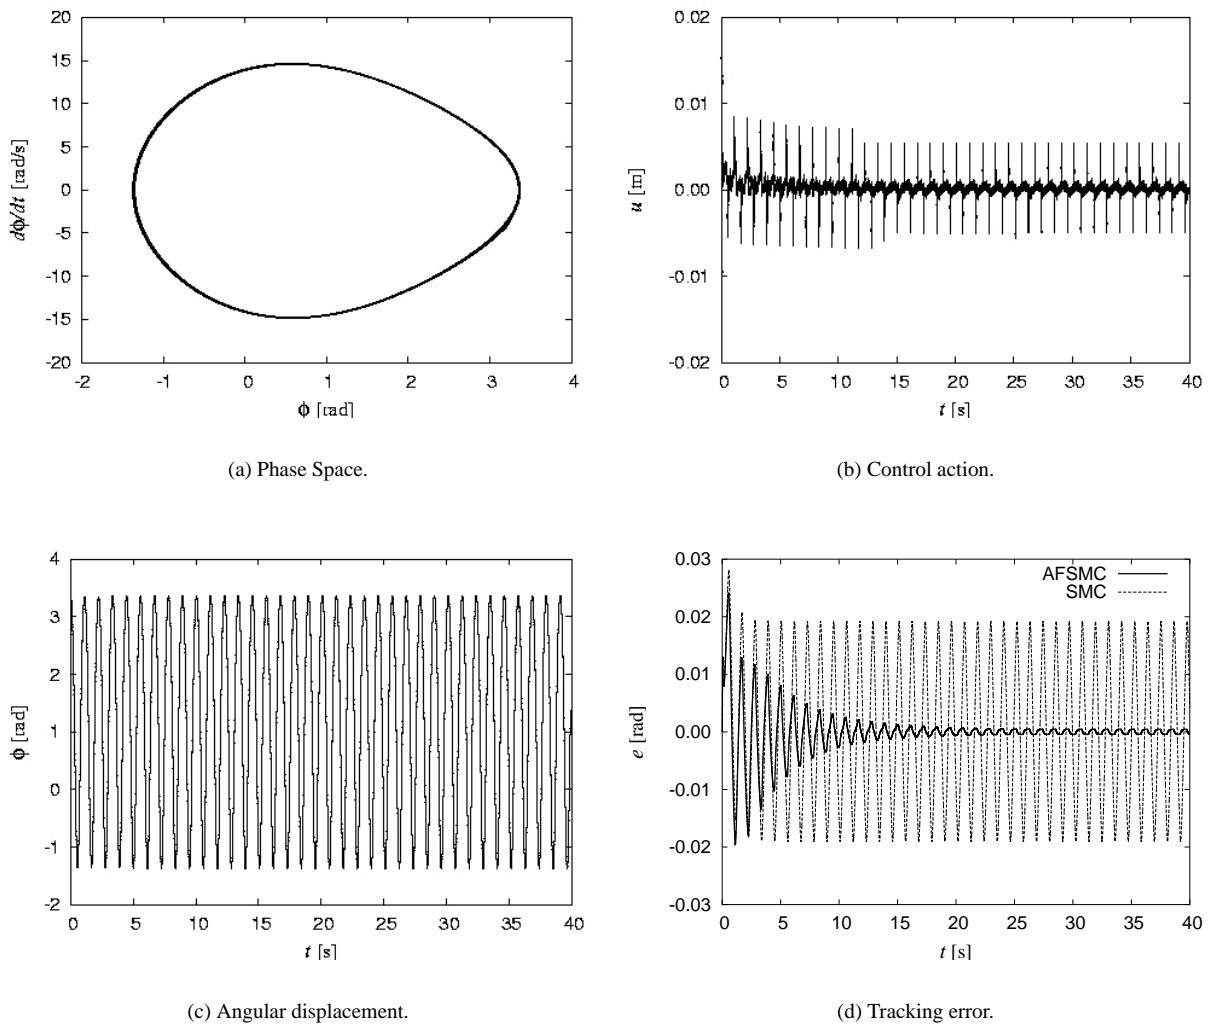 20
15
10
5
0
-5
-10
-15
-20
-2 -1 0 1 2 3 4
dϕ/dt [rad/s]
ϕ [rad]
(a) Phase Space.
0.02
0.01
0.00
-0.01
-0.02
0 5 10 15 20 25 30 35 40
u [m]
t [s]
(b) Control action.
4
3
2
1
0
-1
-2
0 5 10 15 20 25 30 35 40
ϕ [rad]
t [s]
(c) Angular displacement.
0.03
0.02
0.01
0.00
-0.01
-0.02
-0.03
0 5 10 15 20 25 30 35 40
e [rad]
t [s]
AFSMC
SMC
(d) Tracking error.